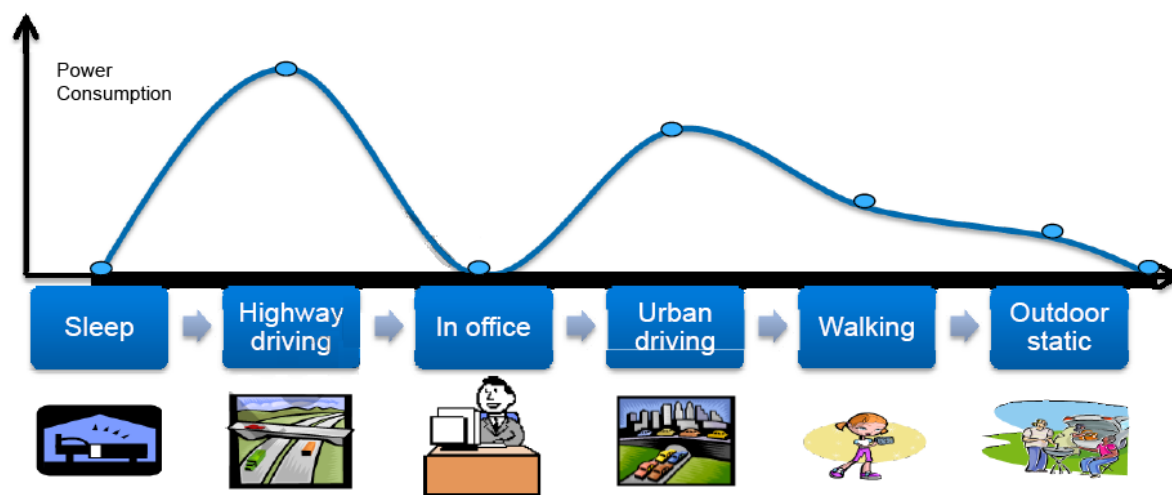 Power
Consumption
Sleep
Highway
driving
In office
Urban
driving
Walking
Outdoor
static